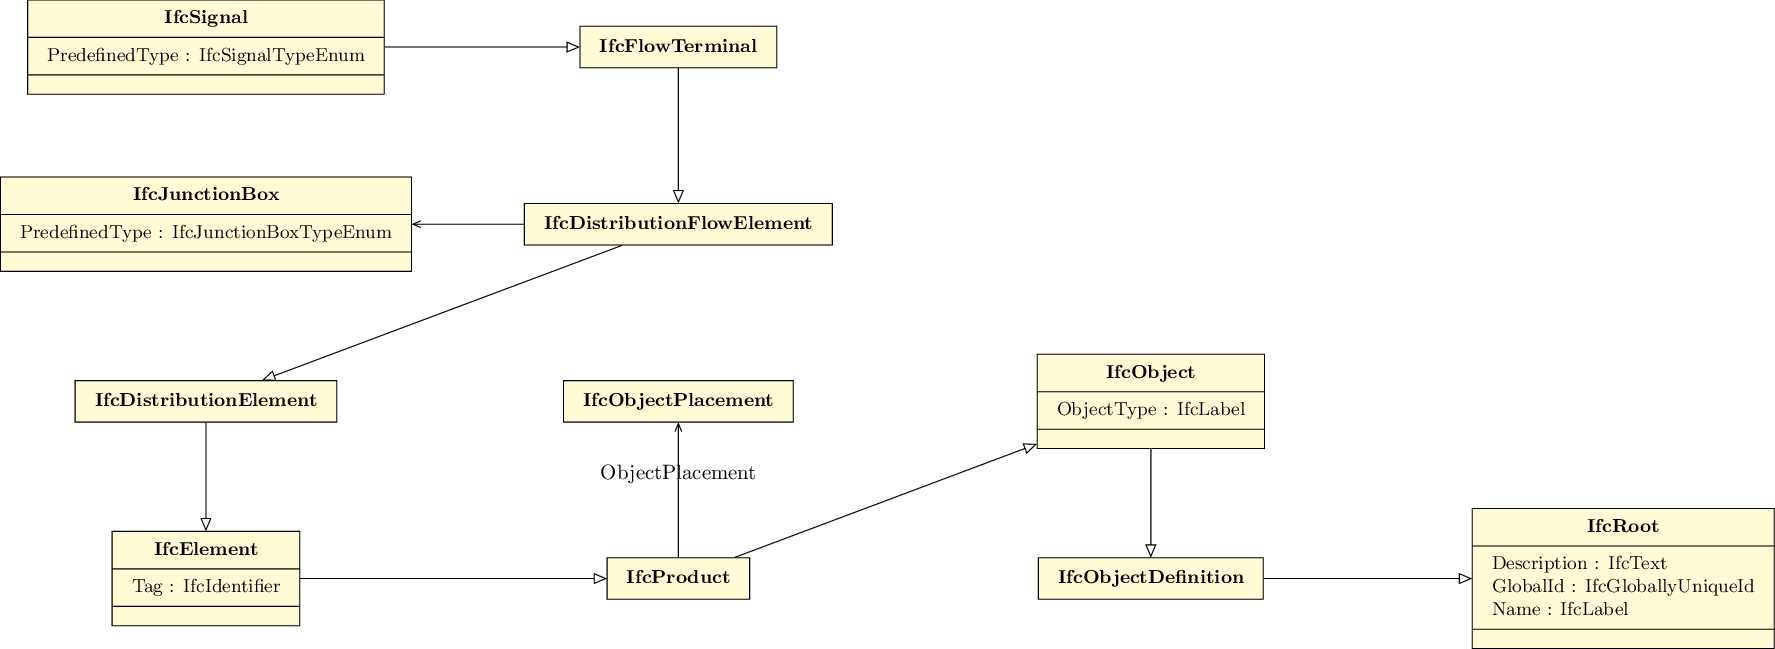 IfcSignal
PredefinedType : IfcSignalTypeEnum
IfcFlowTerminal
IfcJunctionBox
PredefinedType : IfcJunctionBoxTypeEnum
IfcDistributionFlowElement
IfcDistributionElement
IfcObjectPlacement
IfcObject
ObjectType : IfcLabel
ObjectPlacement
IfcElement
Tag : IfcIdentifier
IfcProduct
IfcObjectDefinition
IfcRoot
Description : IfcText
GlobalId : IfcGloballyUniqueId
Name : IfcLabel